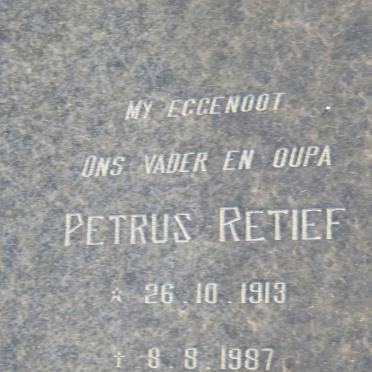 MY EGGENOOT
ONS VADER EN OUPA
PETRUS RETIEF
☆ 26.10.1913
† 8.8.1987